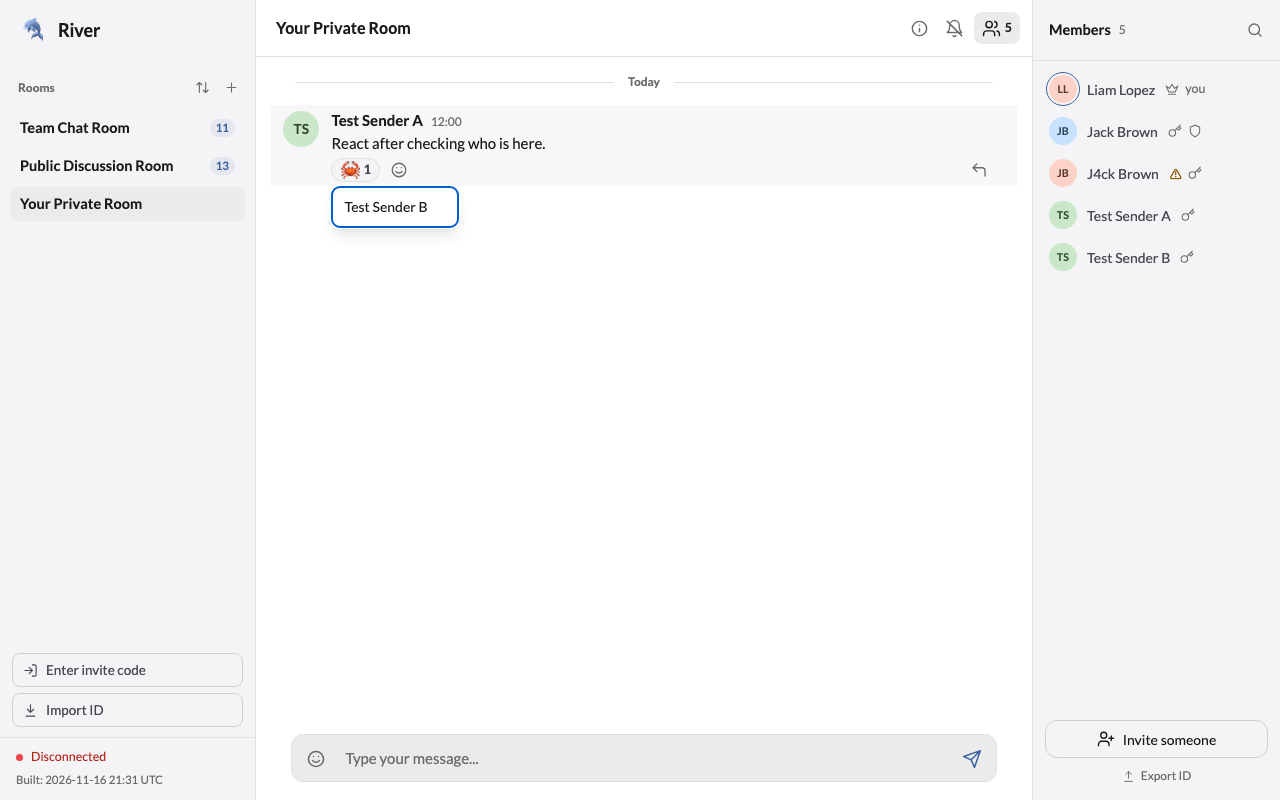 River
Rooms
Team Chat Room 11
Public Discussion Room 13
Your Private Room
Enter invite code
Import ID
Disconnected
Built: 2026-11-16 21:31 UTC
Your Private Room
5
Today
TS
Test Sender A 12:00
React after checking who is here.
1
Test Sender B
Type your message...
Members 5
LL Liam Lopez you
JB Jack Brown
JB J4ck Brown
TS Test Sender A
TS Test Sender B
Invite someone
Export ID